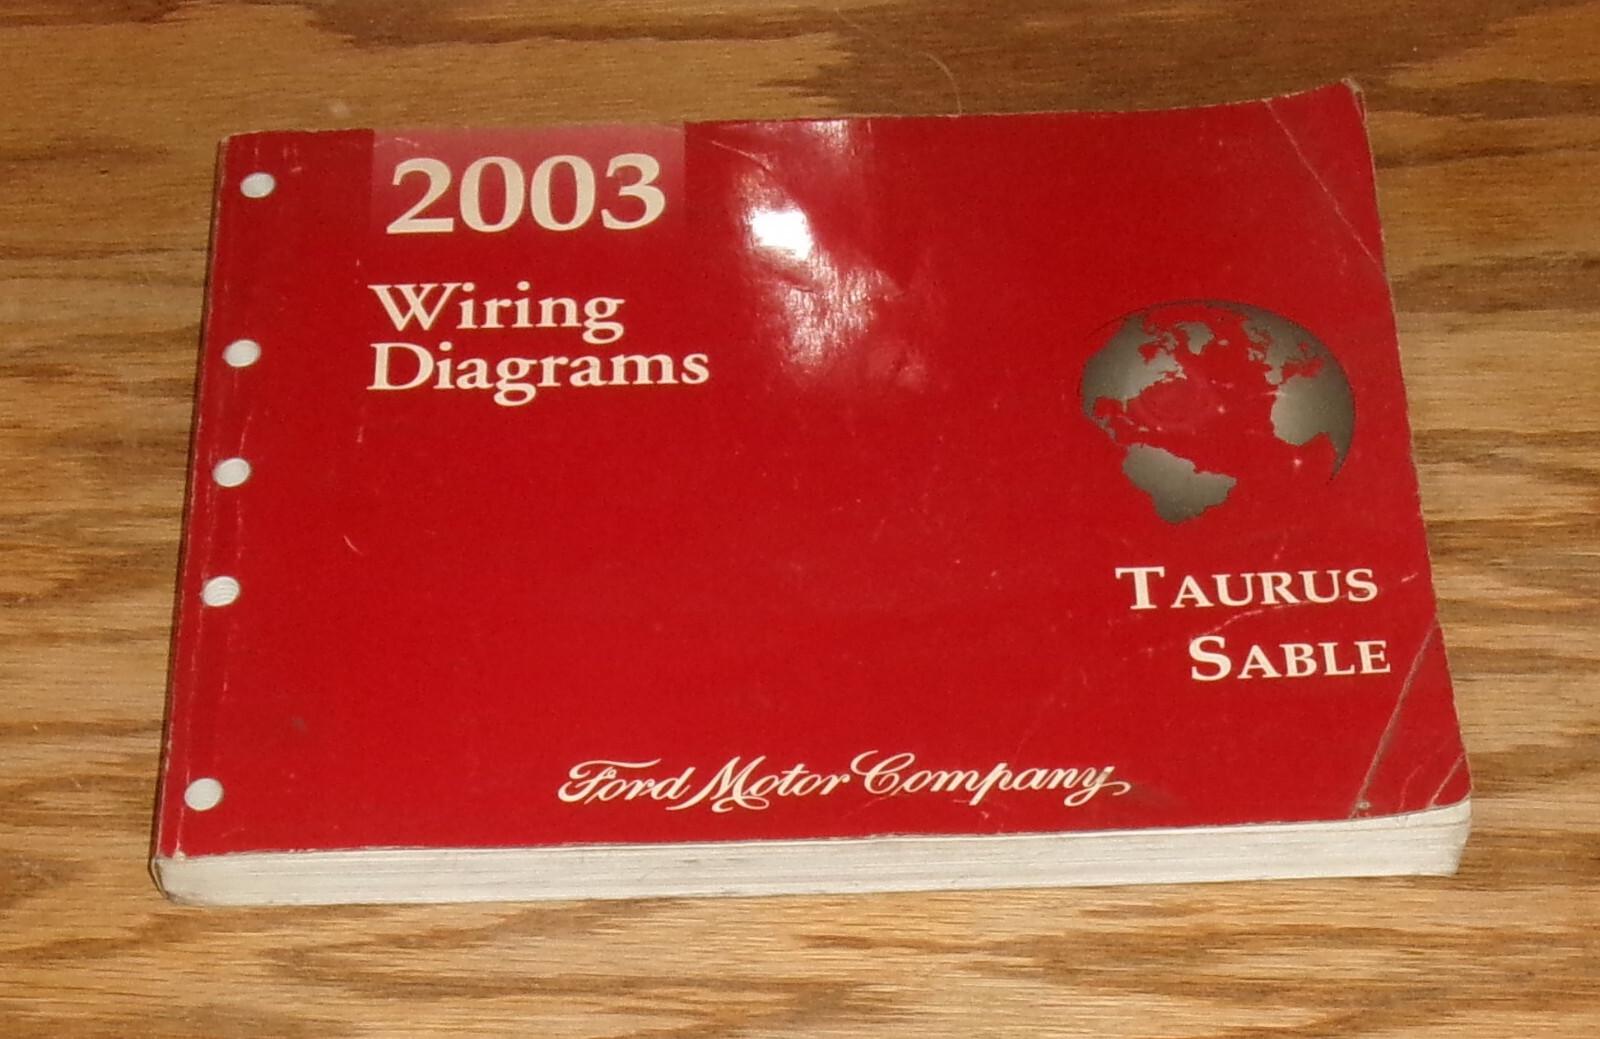 2003
Wiring
Diagrams
TAURUS
SABLE
Ford Motor Company